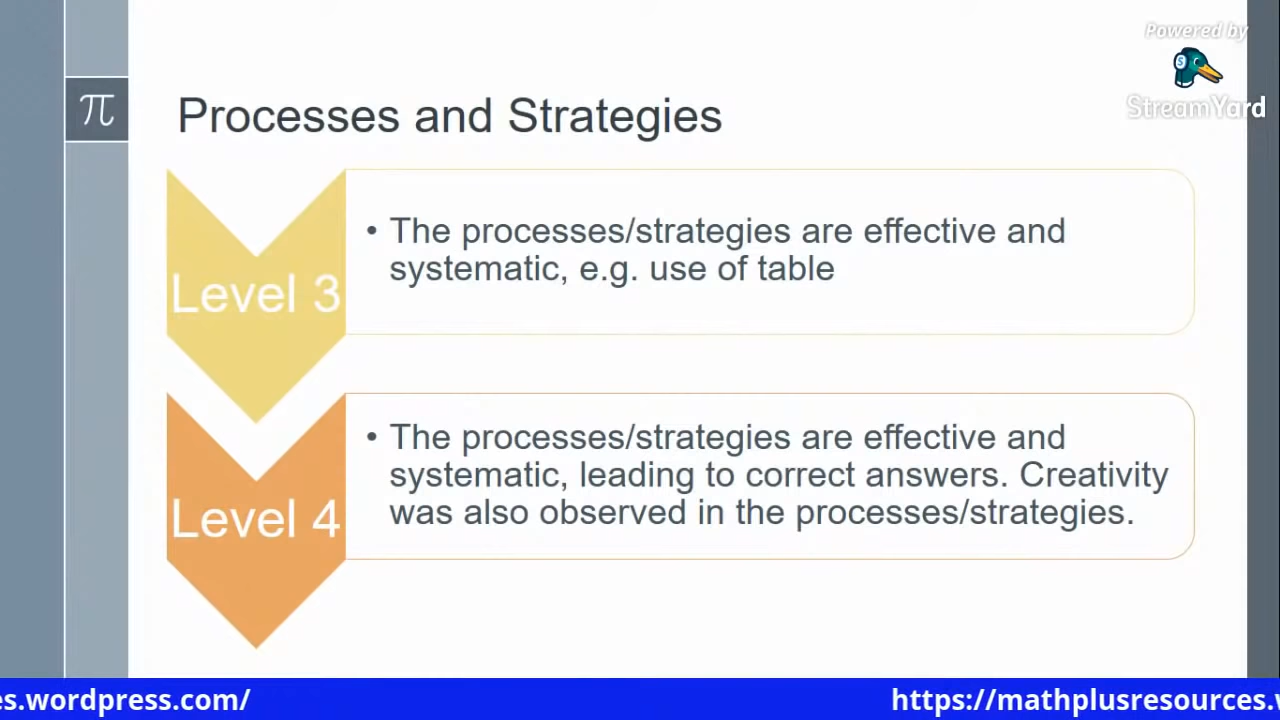 Powered by
S
StreamYard
π
Processes and Strategies
Level 3
• The processes/strategies are effective and
systematic, e.g. use of table
Level 4
• The processes/strategies are effective and
systematic, leading to correct answers. Creativity
was also observed in the processes/strategies.
es.wordpress.com/
https://mathplusresources.w